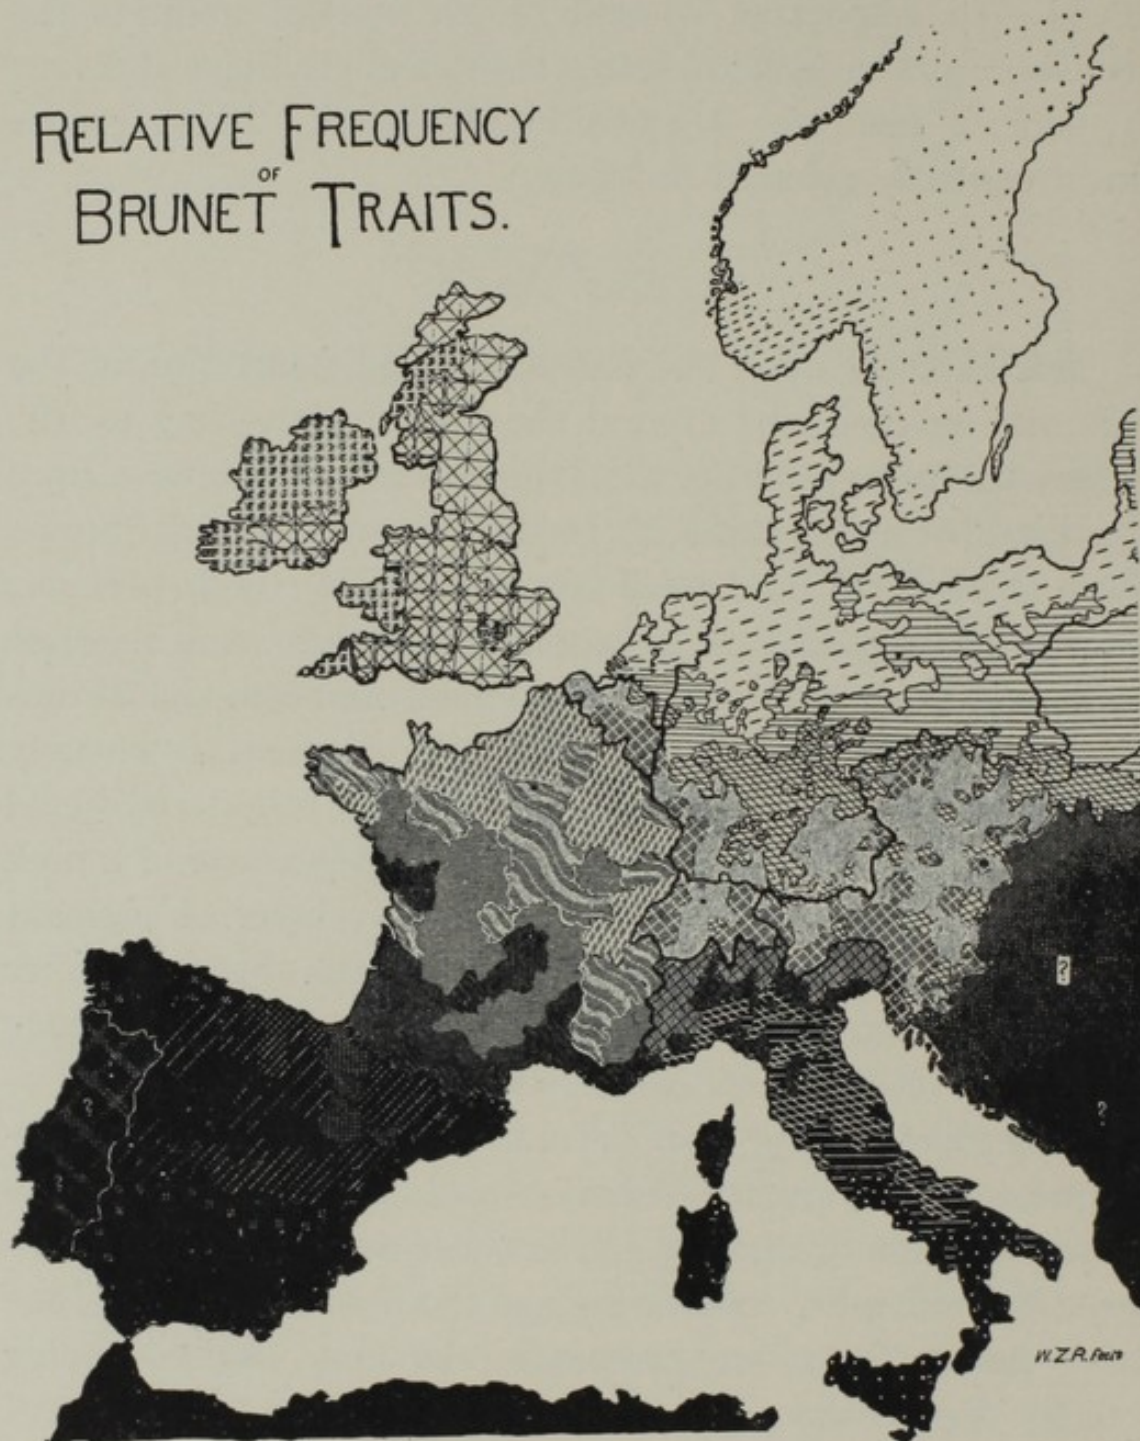 RELATIVE FREQUENCY
OF
BRUNET TRAITS.
?
?
?
?
W.Z.R. Fecit